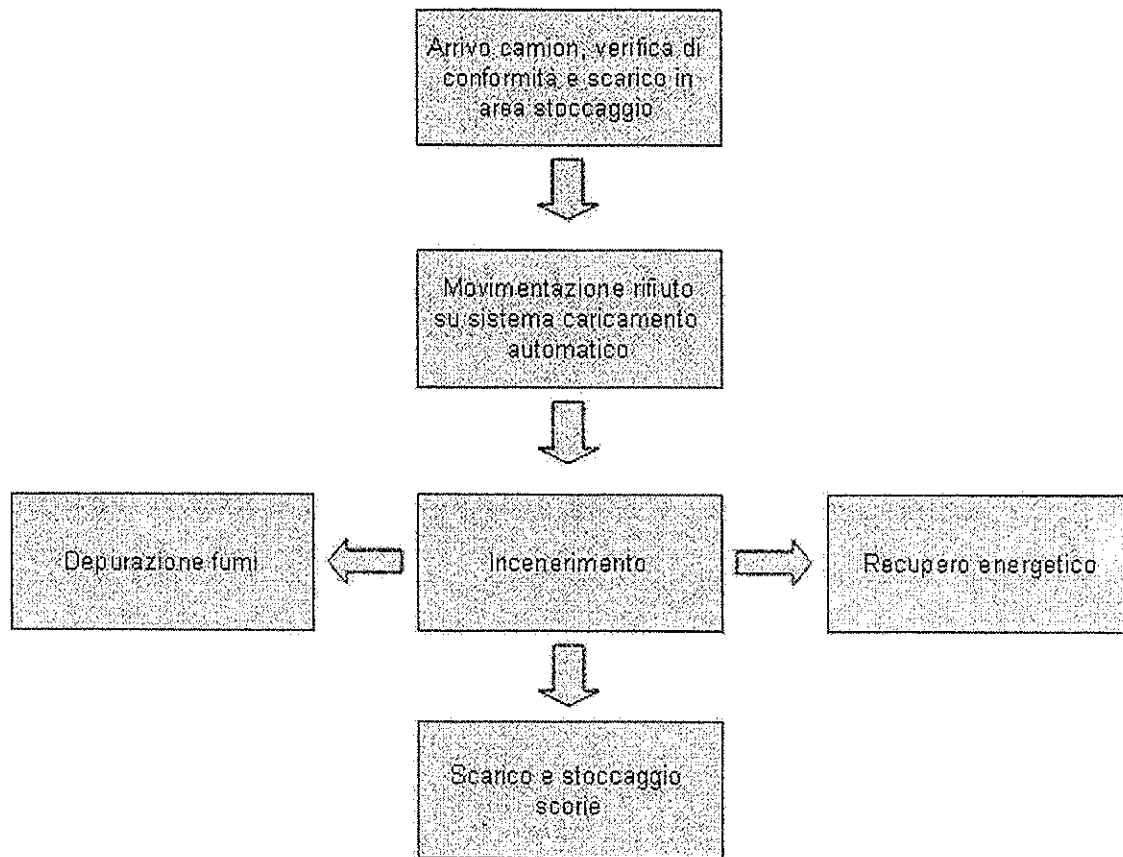 Arrivo camion, verifica di
conformità e scarico in
area stoccaggio
Movimentazione rifiuto
su sistema caricamento
automatico
Depurazione fumi
Incenerimento
Recupero energetico
Scarico e stoccaggio
scorie